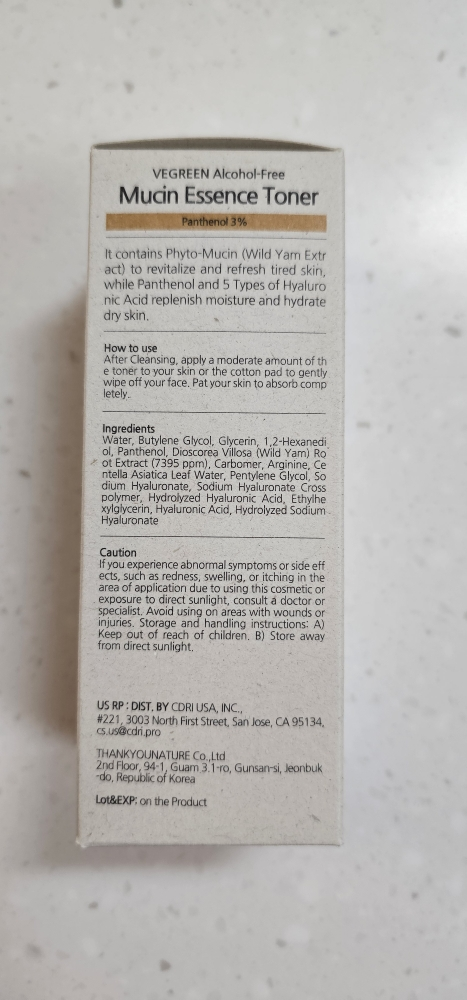 VEGREEN Alcohol-Free
Mucin Essence Toner
Panthenol 3%
It contains Phyto-Mucin (Wild Yam Extr
act) to revitalize and refresh tired skin,
while Panthenol and 5 Types of Hyaluro
nic Acid replenish moisture and hydrate
dry skin.
How to use
After Cleansing, apply a moderate amount of th
e toner to your skin or the cotton pad to gently
wipe off your face. Pat your skin to absorb comp
letely.
Ingredients
Water, Butylene Glycol, Glycerin, 1,2-Hexanedi
ol, Panthenol, Dioscorea Villosa (Wild Yam) Ro
ot Extract (7395 ppm), Carbomer, Arginine, Ce
ntella Asiatica Leaf Water, Pentylene Glycol, So
dium Hyaluronate, Sodium Hyaluronate Cross
polymer, Hydrolyzed Hyaluronic Acid, Ethylhe
xylglycerin, Hyaluronic Acid, Hydrolyzed Sodium
Hyaluronate
Caution
If you experience abnormal symptoms or side eff
ects, such as redness, swelling, or itching in the
area of application due to using this cosmetic or
exposure to direct sunlight, consult a doctor or
specialist. Avoid using on areas with wounds or
injuries. Storage and handling instructions: A)
Keep out of reach of children. B) Store away
from direct sunlight.
US RP : DIST. BY CDRI USA, INC.,
#221, 3003 North First Street, San Jose, CA 95134,
cs.us@cdri.pro
THANKYOUNATURE Co.,Ltd
2nd Floor, 94-1, Guam 3.1-ro, Gunsan-si, Jeonbuk
-do, Republic of Korea
Lot&EXP: on the Product